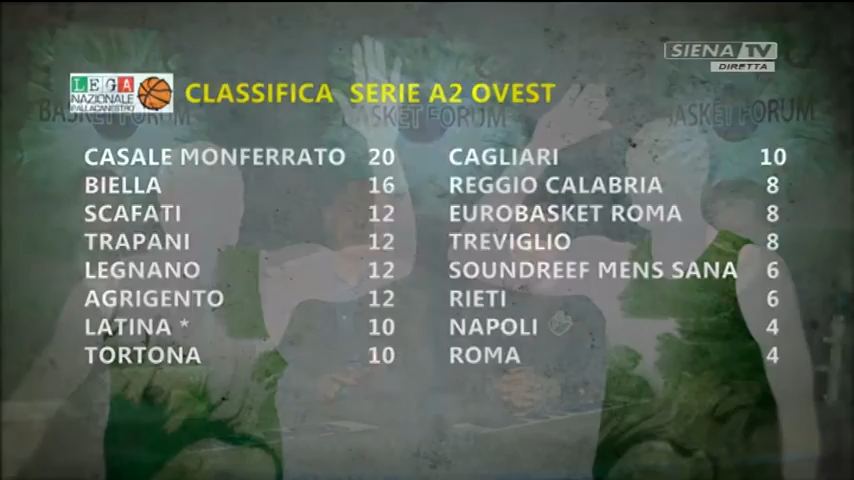 SIENA TV
DIRETTA
LEGA
NAZIONALE
PALLACANESTRO
CLASSIFICA SERIE A2 OVEST
BASKET FORUM
BASKET FORUM
BASKET FORUM
CASALE MONFERRATO 20
BIELLA 16
SCAFATI 12
TRAPANI 12
LEGNANO 12
AGRIGENTO 12
LATINA * 10
TORTONA 10
CAGLIARI 10
REGGIO CALABRIA 8
EUROBASKET ROMA 8
TREVIGLIO 8
SOUNDREEF MENS SANA 6
RIETI 6
NAPOLI 4
ROMA 4